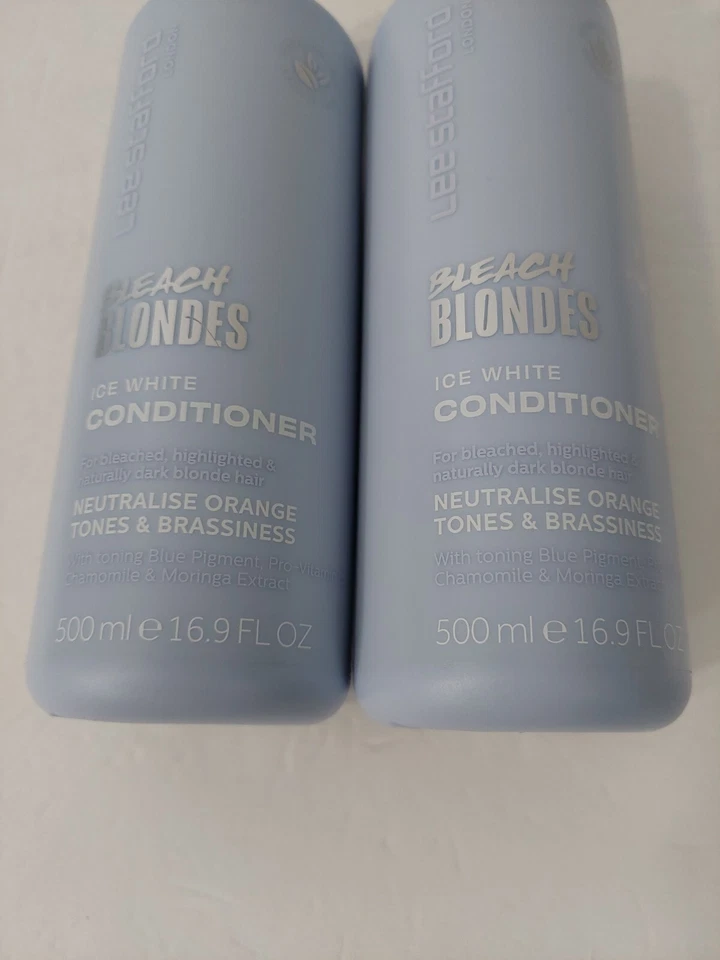 Lee stafford
LONDON
BLEACH
BLONDES
ICE WHITE
CONDITIONER
For bleached, highlighted &
naturally dark blonde hair
NEUTRALISE ORANGE
TONES & BRASSINESS
With toning Blue Pigment, Pro-Vitam
Chamomile & Moringa Extract
500 ml e 16.9 FL OZ
Lee stafford
LONDON
BLEACH
BLONDES
ICE WHITE
CONDITIONER
For bleached, highlighted &
naturally dark blonde hair
NEUTRALISE ORANGE
TONES & BRASSINESS
With toning Blue Pigment,
Chamomile & Moringa Extract
500 ml e 16.9 FL OZ